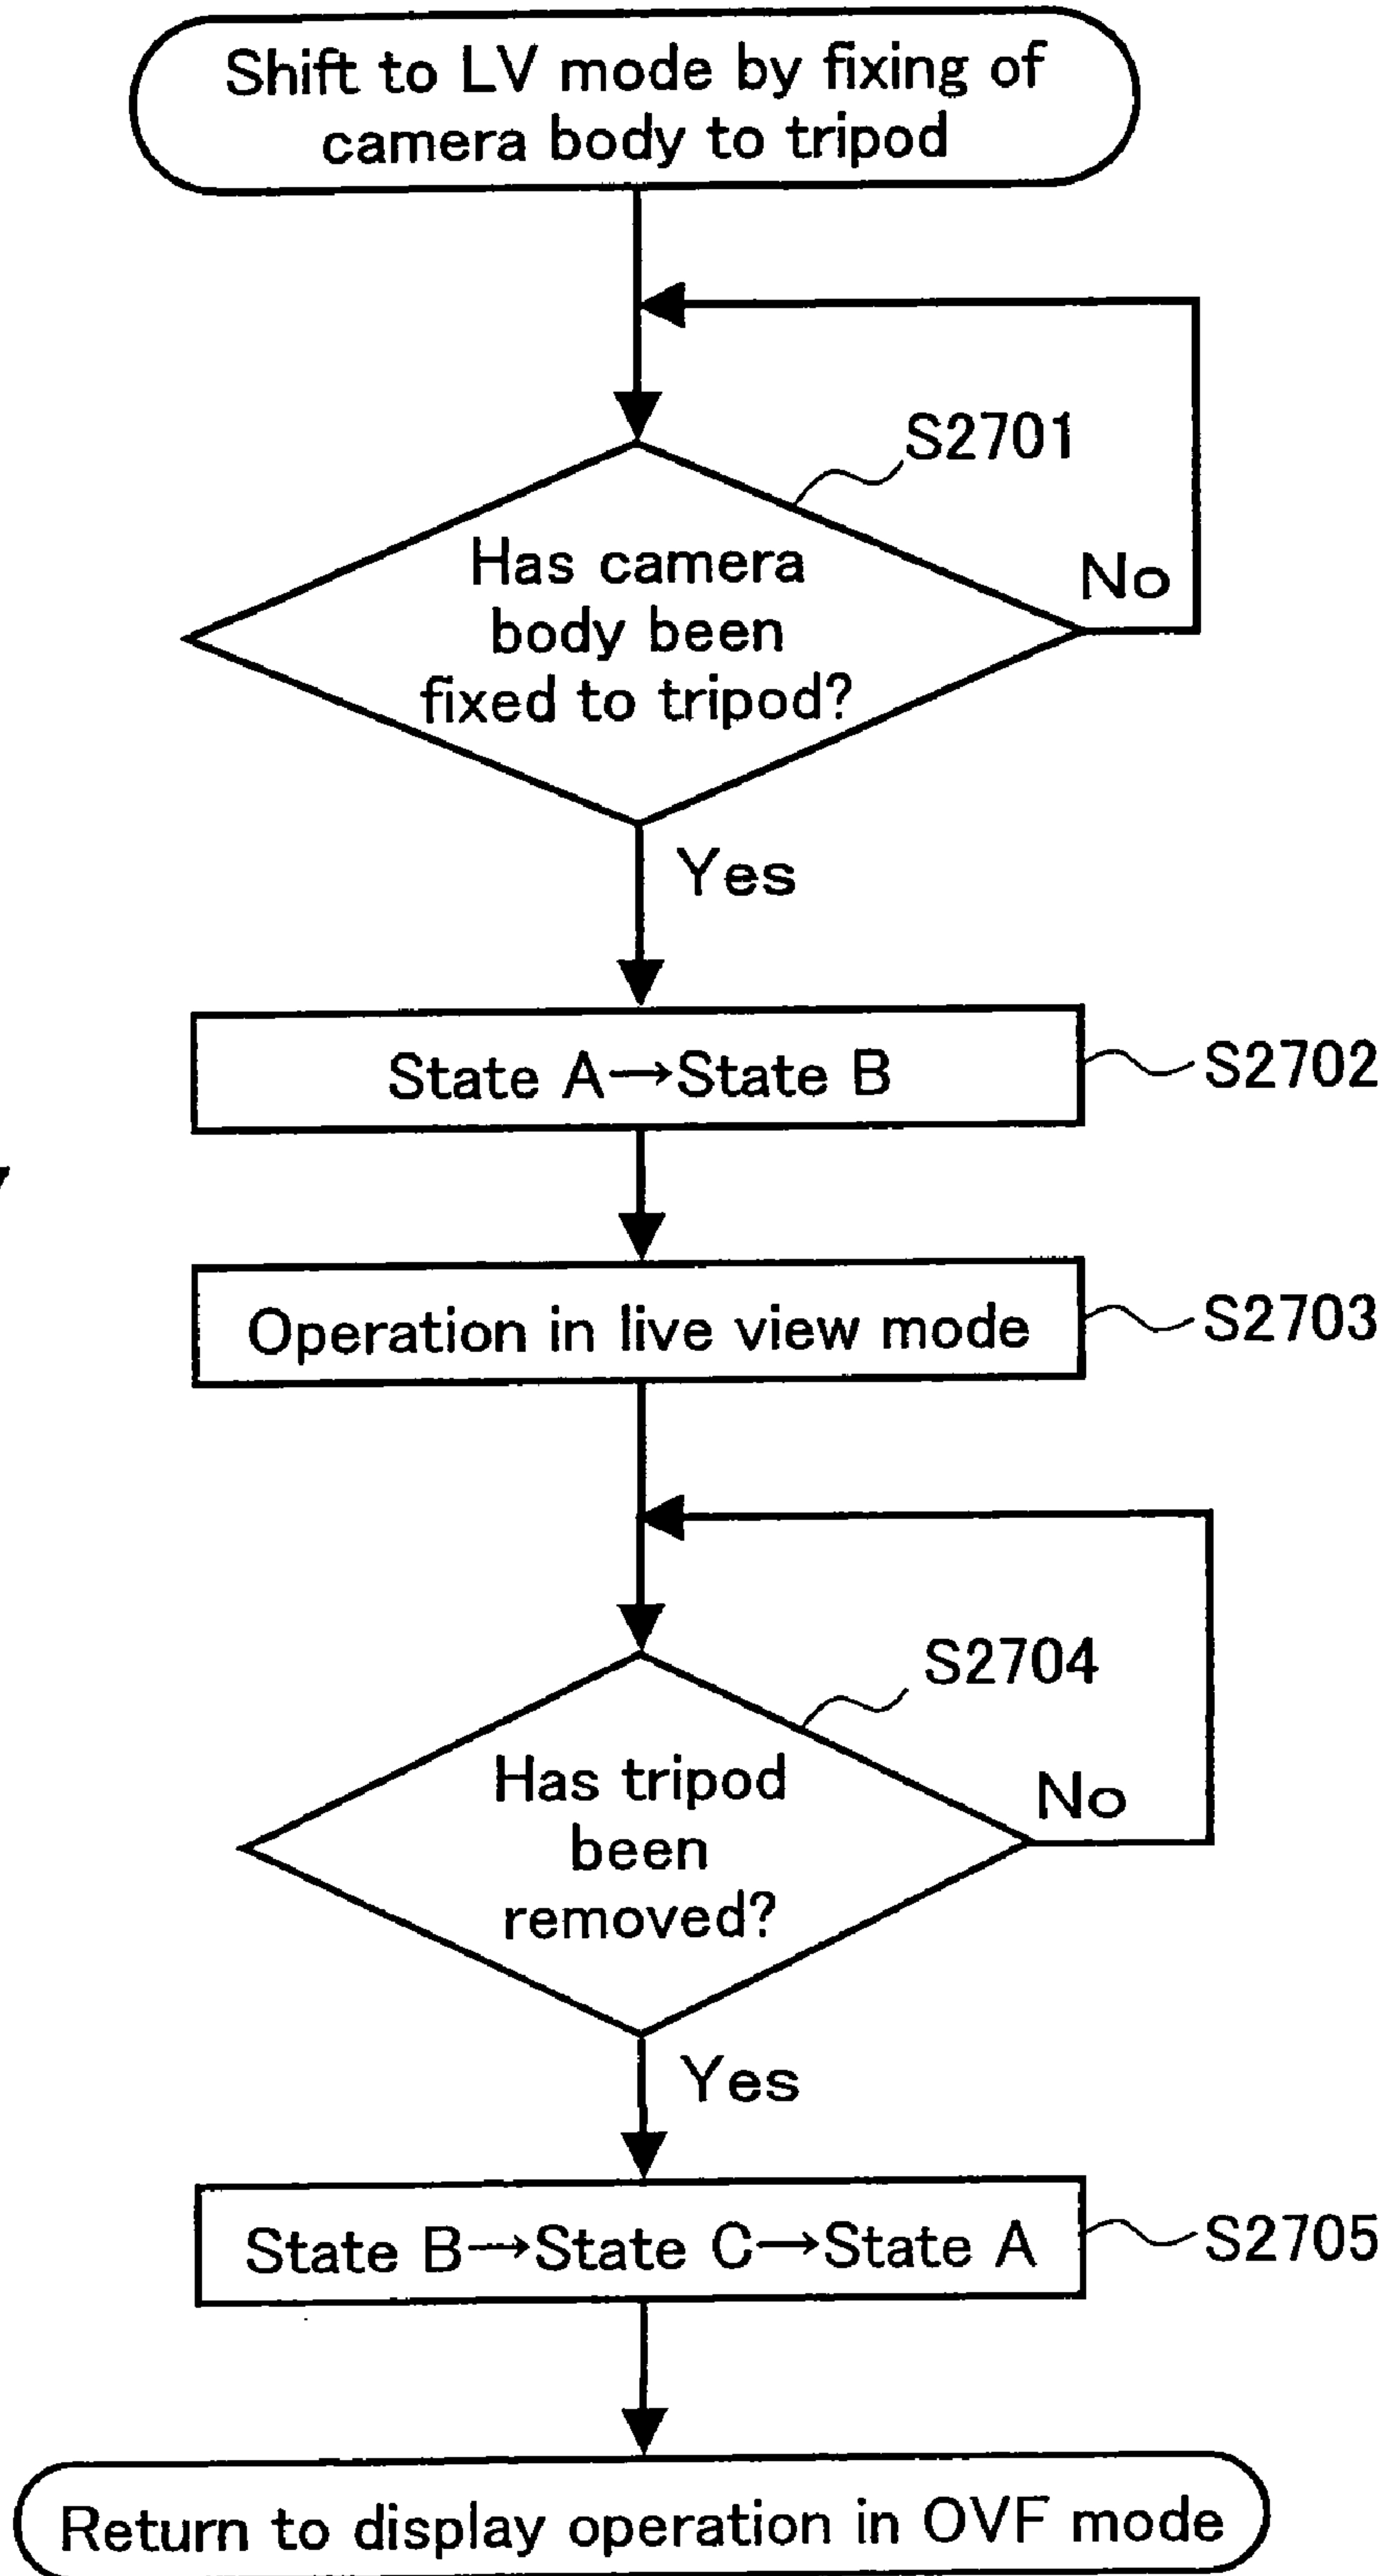 Shift to LV mode by fixing of
camera body to tripod
S2701
Has camera
body been
fixed to tripod?
No
Yes
State A→State B
S2702
Operation in live view mode
S2703
S2704
Has tripod
been
removed?
No
Yes
State B→State C→State A
S2705
Return to display operation in OVF mode